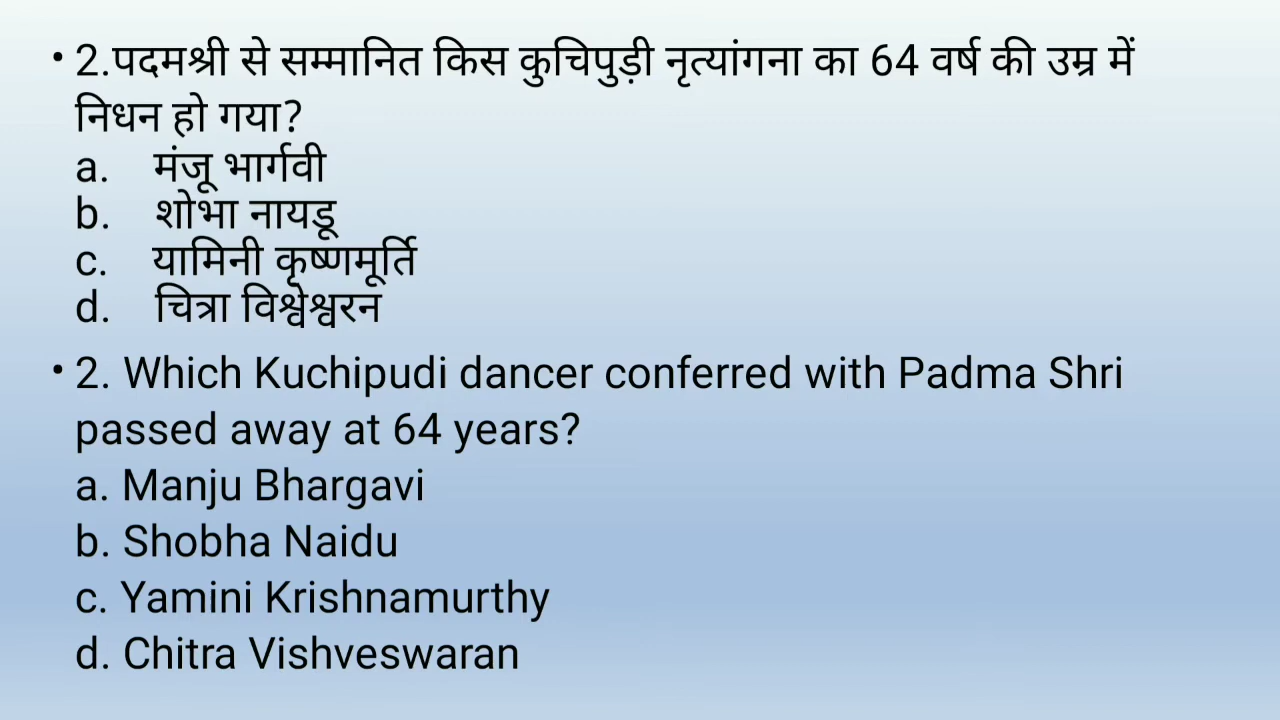 • 2.पदमश्री से सम्मानित किस कुचिपुड़ी नृत्यांगना का 64 वर्ष की उम्र में
निधन हो गया?
a. मंजू भार्गवी
b. शोभा नायडू
c. यामिनी कृष्णमूर्ति
d. चित्रा विश्वेश्वरन
• 2. Which Kuchipudi dancer conferred with Padma Shri
passed away at 64 years?
a. Manju Bhargavi
b. Shobha Naidu
c. Yamini Krishnamurthy
d. Chitra Vishveswaran